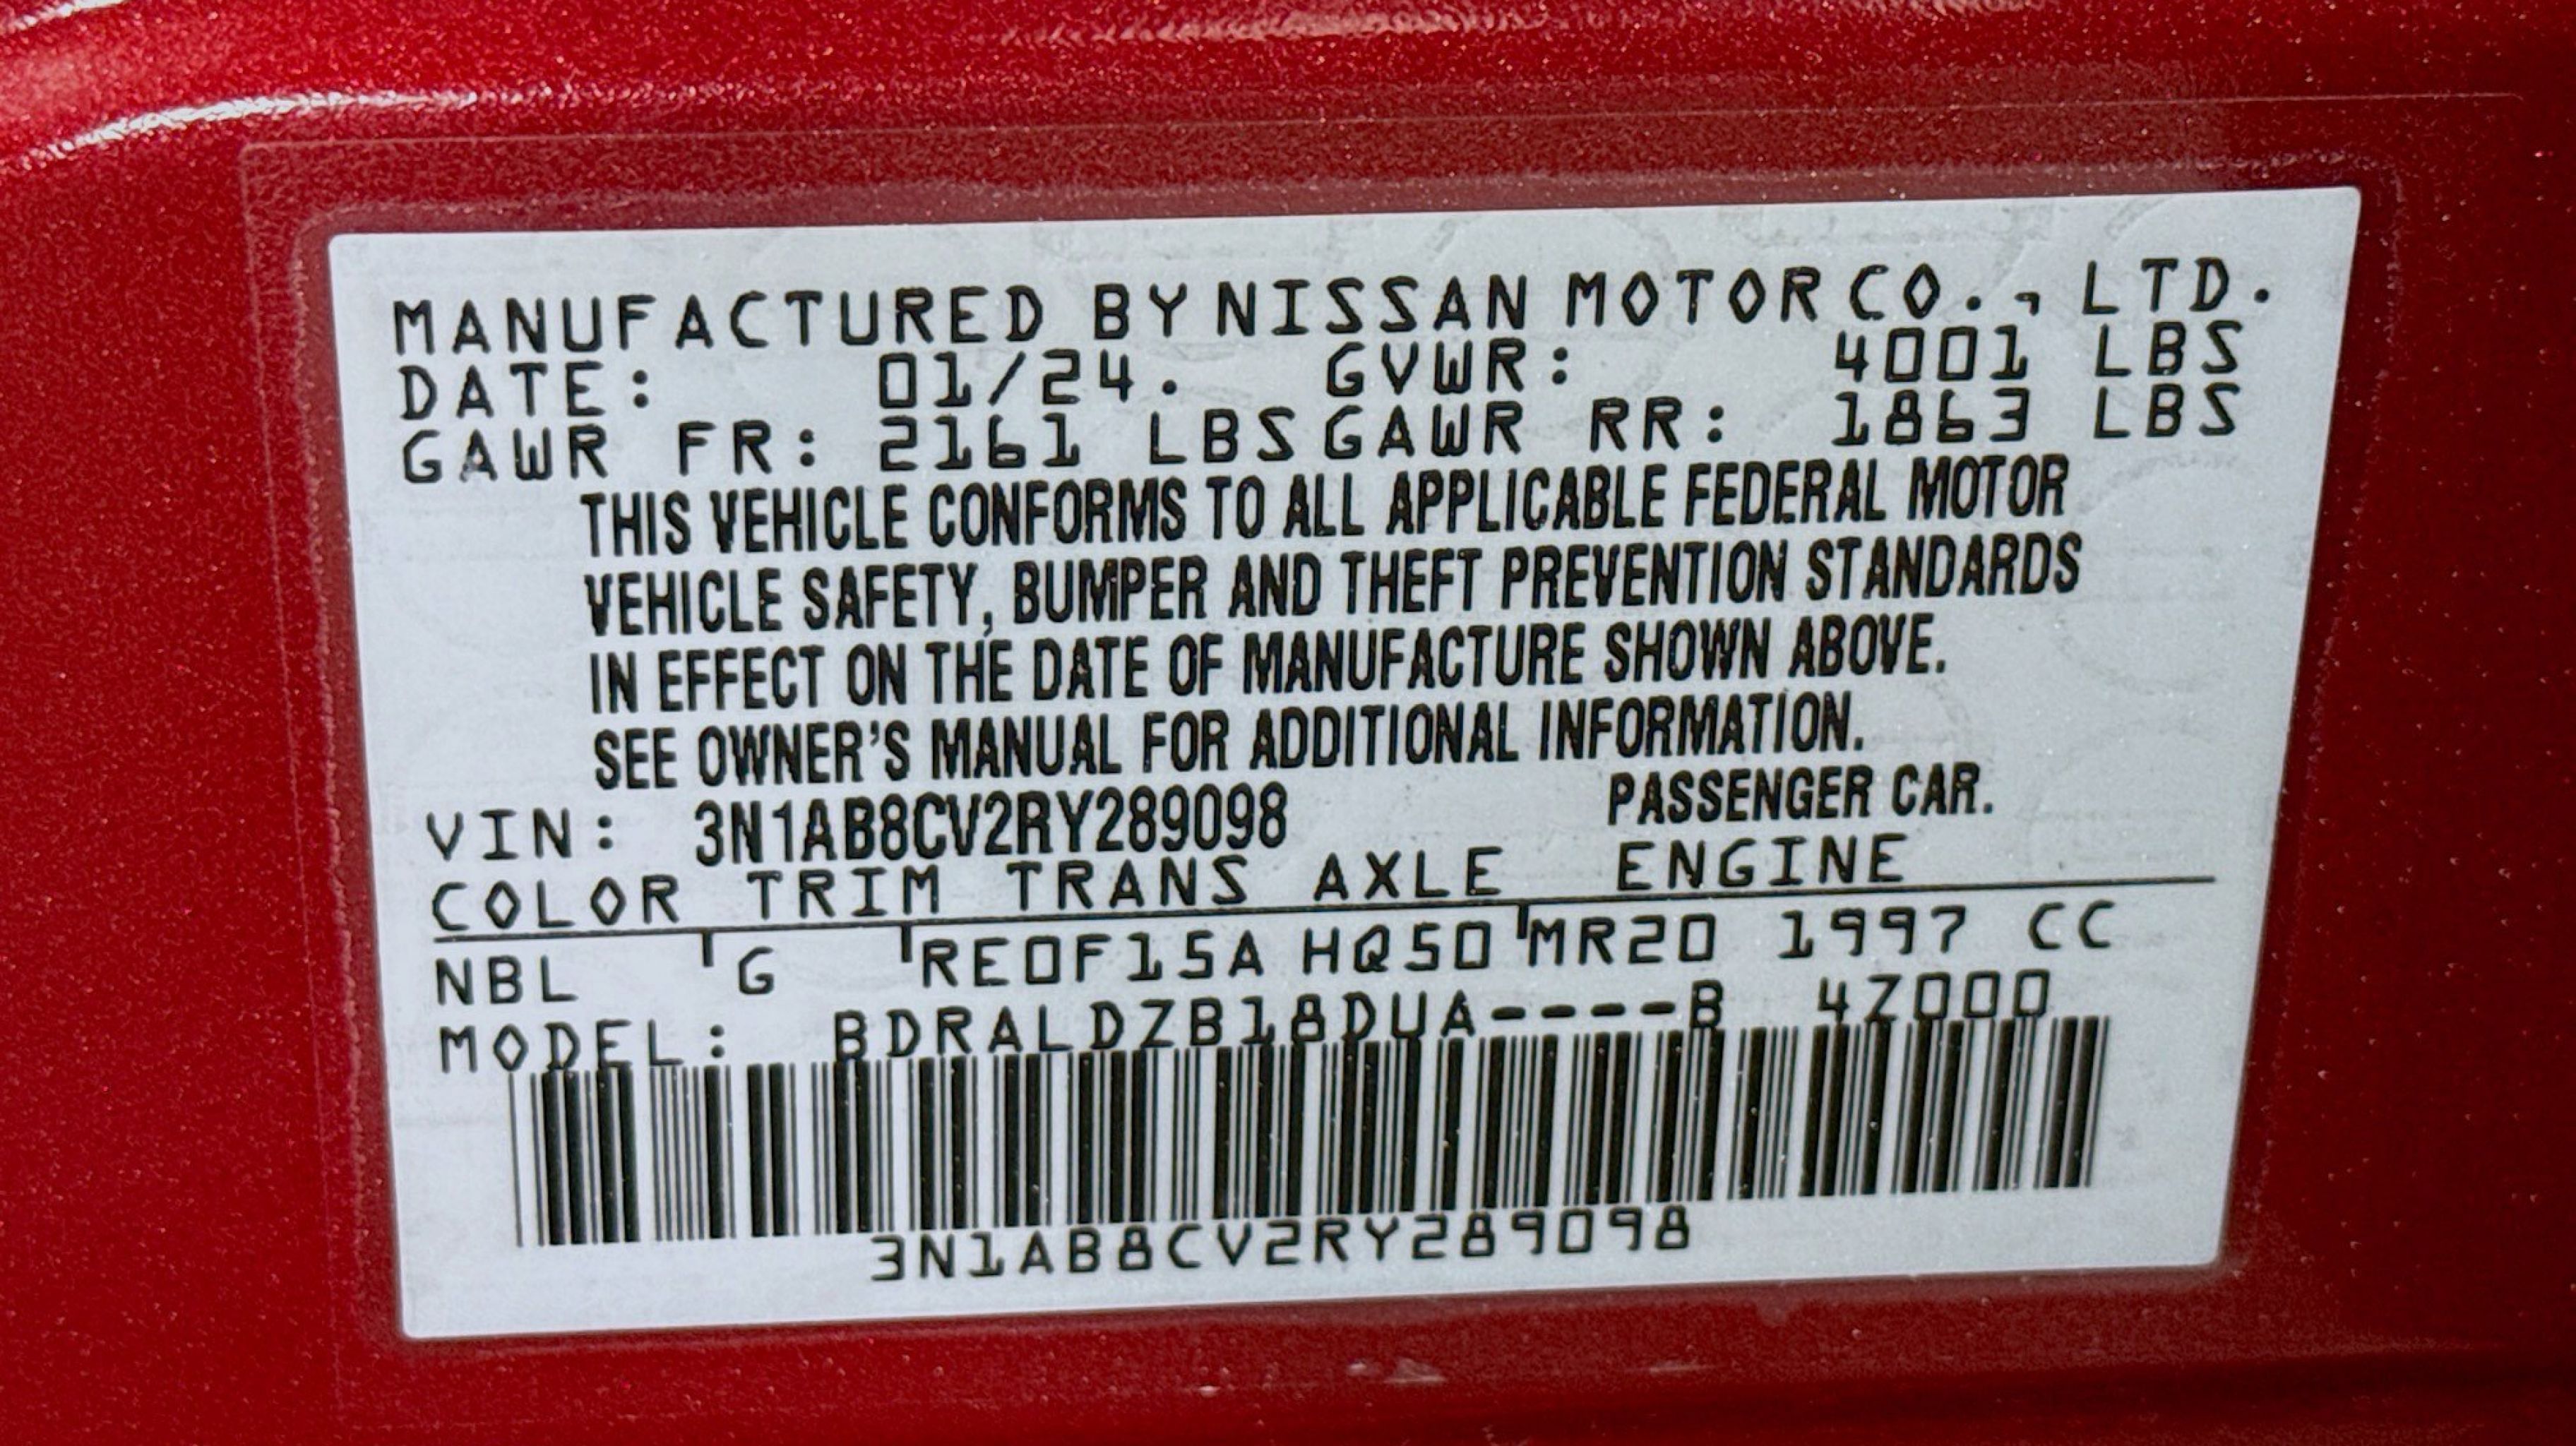 MANUFACTURED BY NISSAN MOTOR CO., LTD.
DATE: 01/24. GVWR: 4001 LBS
GAWR FR: 2161 LBS GAWR RR: 1863 LBS
THIS VEHICLE CONFORMS TO ALL APPLICABLE FEDERAL MOTOR
VEHICLE SAFETY, BUMPER AND THEFT PREVENTION STANDARDS
IN EFFECT ON THE DATE OF MANUFACTURE SHOWN ABOVE.
SEE OWNER'S MANUAL FOR ADDITIONAL INFORMATION.
VIN: 3N1AB8CV2RY289098 PASSENGER CAR.
COLOR TRIM TRANS AXLE ENGINE
NBL G RE0F15A HQ50 MR20 1997 CC
MODEL: BDRALDZB18DUA----B 4Z000
3N1AB8CV2RY289098